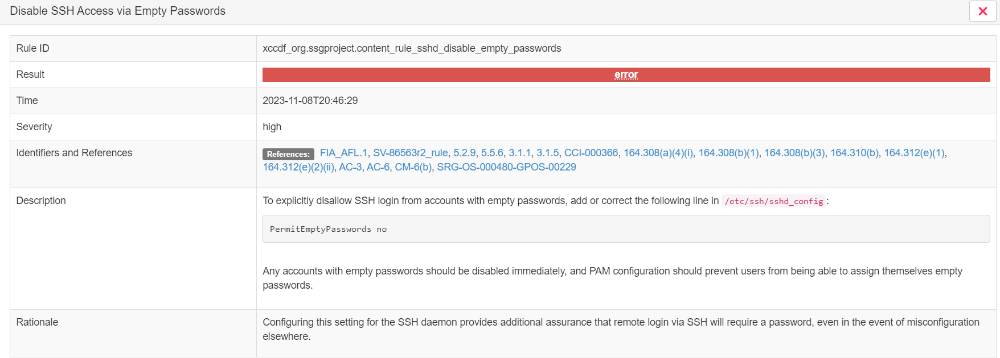 Disable SSH Access via Empty Passwords
Rule ID
xccdf_org.ssgproject.content_rule_sshd_disable_empty_passwords
Result
error
Time
2023-11-08T20:46:29
Severity
high
Identifiers and References
References: FIA_AFL.1, SV-86563r2_rule, 5.2.9, 5.5.6, 3.1.1, 3.1.5, CCI-000366, 164.308(a)(4)(i), 164.308(b)(1), 164.308(b)(3), 164.310(b), 164.312(e)(1),
164.312(e)(2)(ii), AC-3, AC-6, CM-6(b), SRG-OS-000480-GPOS-00229
Description
To explicitly disallow SSH login from accounts with empty passwords, add or correct the following line in /etc/ssh/sshd_config:
PermitEmptyPasswords no
Any accounts with empty passwords should be disabled immediately, and PAM configuration should prevent users from being able to assign themselves empty
passwords.
Rationale
Configuring this setting for the SSH daemon provides additional assurance that remote login via SSH will require a password, even in the event of misconfiguration
elsewhere.